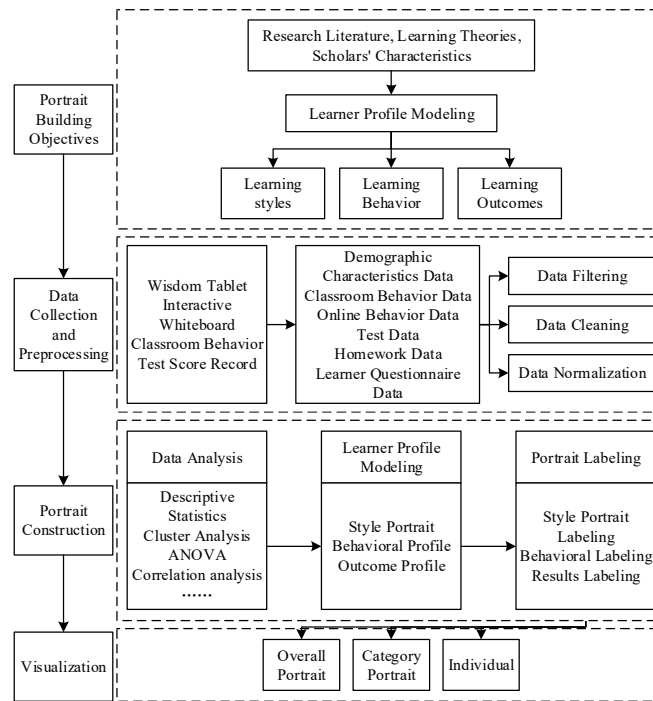 Research Literature, Learning Theories,
Scholars' Characteristics
Portrait
Building
Objectives
Learner Profile Modeling
Learning
styles
Learning
Behavior
Learning
Outcomes
Data
Collection
and
Preprocessing
Wisdom Tablet
Interactive
Whiteboard
Classroom Behavior
Test Score Record
Demographic
Characteristics Data
Classroom Behavior Data
Online Behavior Data
Test Data
Homework Data
Learner Questionnaire
Data
Data Filtering
Data Cleaning
Data Normalization
Portrait
Construction
Data Analysis
Descriptive
Statistics
Cluster Analysis
ANOVA
Correlation analysis
......
Learner Profile
Modeling
Style Portrait
Behavioral Profile
Outcome Profile
Portrait Labeling
Style Portrait
Labeling
Behavioral Labeling
Results Labeling
Visualization
Overall
Portrait
Category
Portrait
Individual